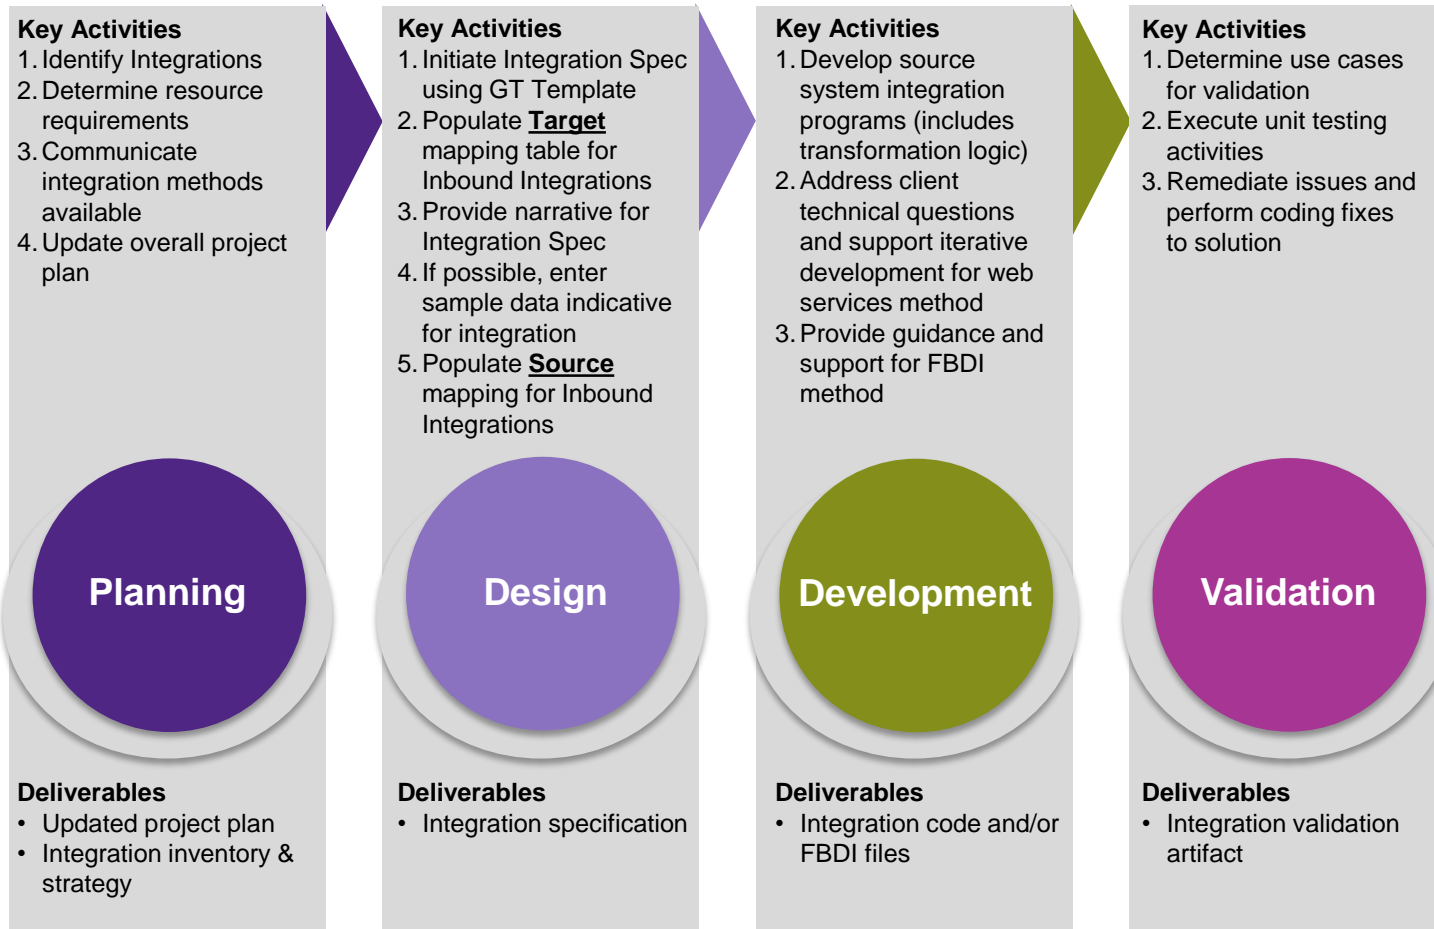 Key Activities
1. Identify Integrations
2. Determine resource
requirements
3. Communicate
integration methods
available
4. Update overall project
plan
Planning
Deliverables
• Updated project plan
• Integration inventory &
strategy
Key Activities
1. Initiate Integration Spec
using GT Template
2. Populate Target
mapping table for
Inbound Integrations
3. Provide narrative for
Integration Spec
4. If possible, enter
sample data indicative
for integration
5. Populate Source
mapping for Inbound
Integrations
Design
Deliverables
• Integration specification
Key Activities
1. Develop source
system integration
programs (includes
transformation logic)
2. Address client
technical questions
and support iterative
development for web
services method
3. Provide guidance and
support for FBDI
method
Development
Deliverables
• Integration code and/or
FBDI files
Key Activities
1. Determine use cases
for validation
2. Execute unit testing
activities
3. Remediate issues and
perform coding fixes
to solution
Validation
Deliverables
• Integration validation
artifact